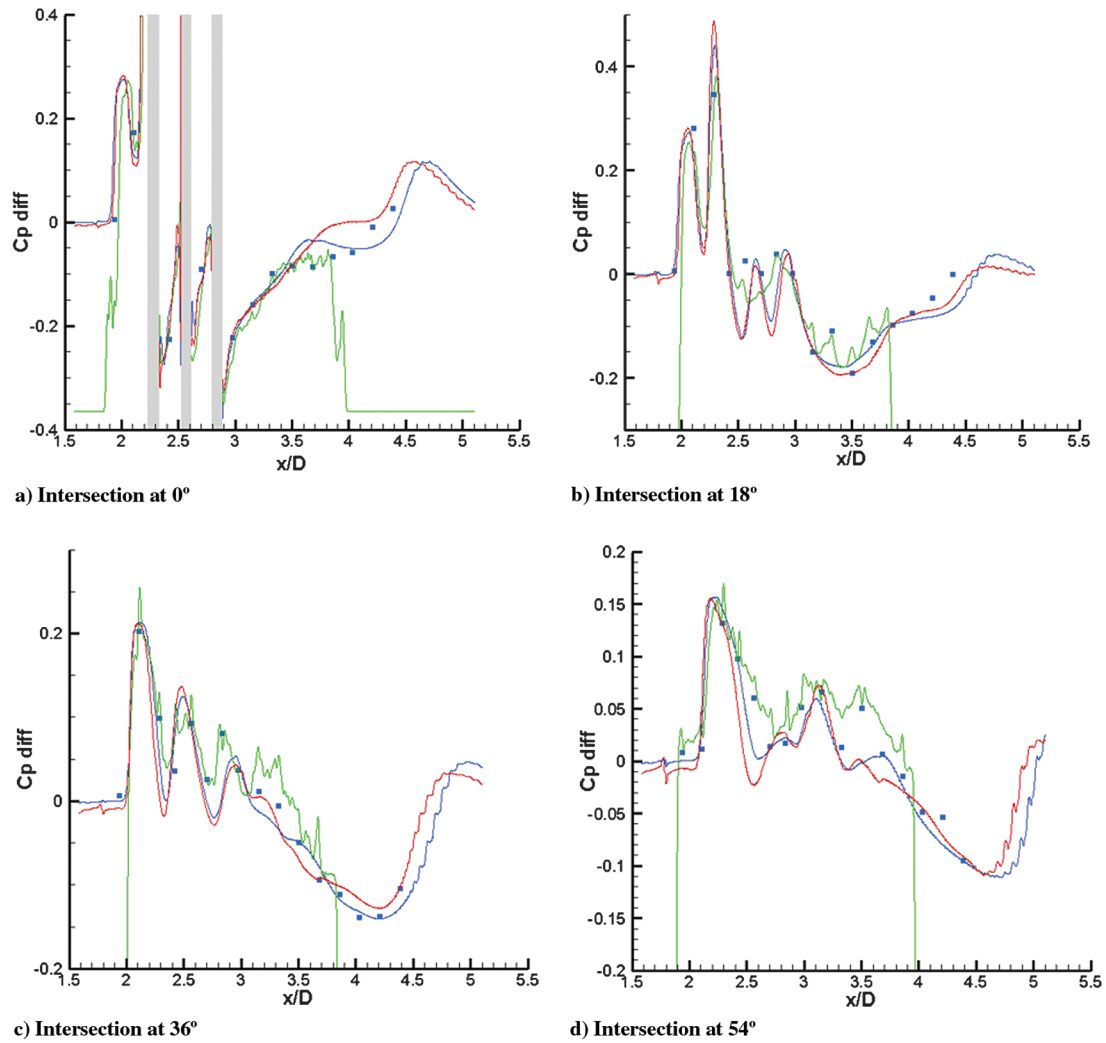 0.4
0.2
0
-0.2
-0.4
Cp diff
1.5 2 2.5 3 3.5 4 4.5 5 5.5
x/D
a) Intersection at 0º
0.4
0.2
0
-0.2
Cp diff
1.5 2 2.5 3 3.5 4 4.5 5 5.5
x/D
b) Intersection at 18º
0.2
0
-0.2
Cp diff
1.5 2 2.5 3 3.5 4 4.5 5 5.5
x/D
c) Intersection at 36º
0.2
0.15
0.1
0.05
0
-0.05
-0.1
-0.15
-0.2
Cp diff
1.5 2 2.5 3 3.5 4 4.5 5 5.5
x/D
d) Intersection at 54º